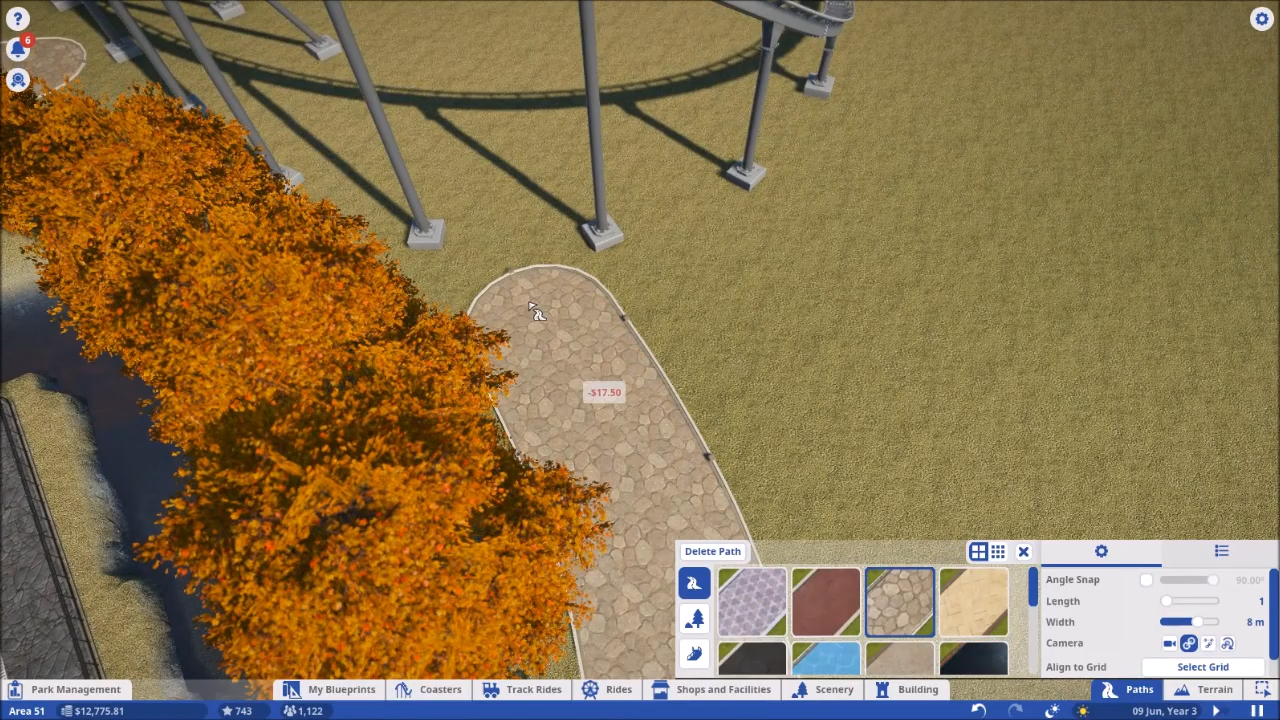 ?
6
-$17.50
Delete Path
Angle Snap 90.00°
Length 1
Width 8 m
Camera
Align to Grid Select Grid
Park Management My Blueprints Coasters Track Rides Rides Shops and Facilities Scenery Building Paths Terrain
Area 51 $12,775.81 743 1,122 09 Jun, Year 3